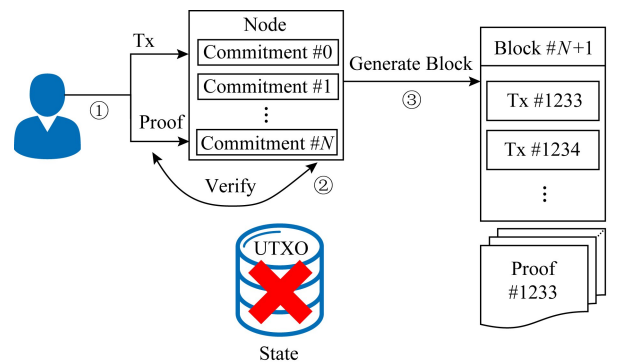 Node
Tx
Commitment #0
Commitment #1
⋮
Commitment #N
①
Proof
Verify
②
Generate Block
③
Block #N+1
Tx #1233
Tx #1234
⋮
Proof
#1233
UTXO
State